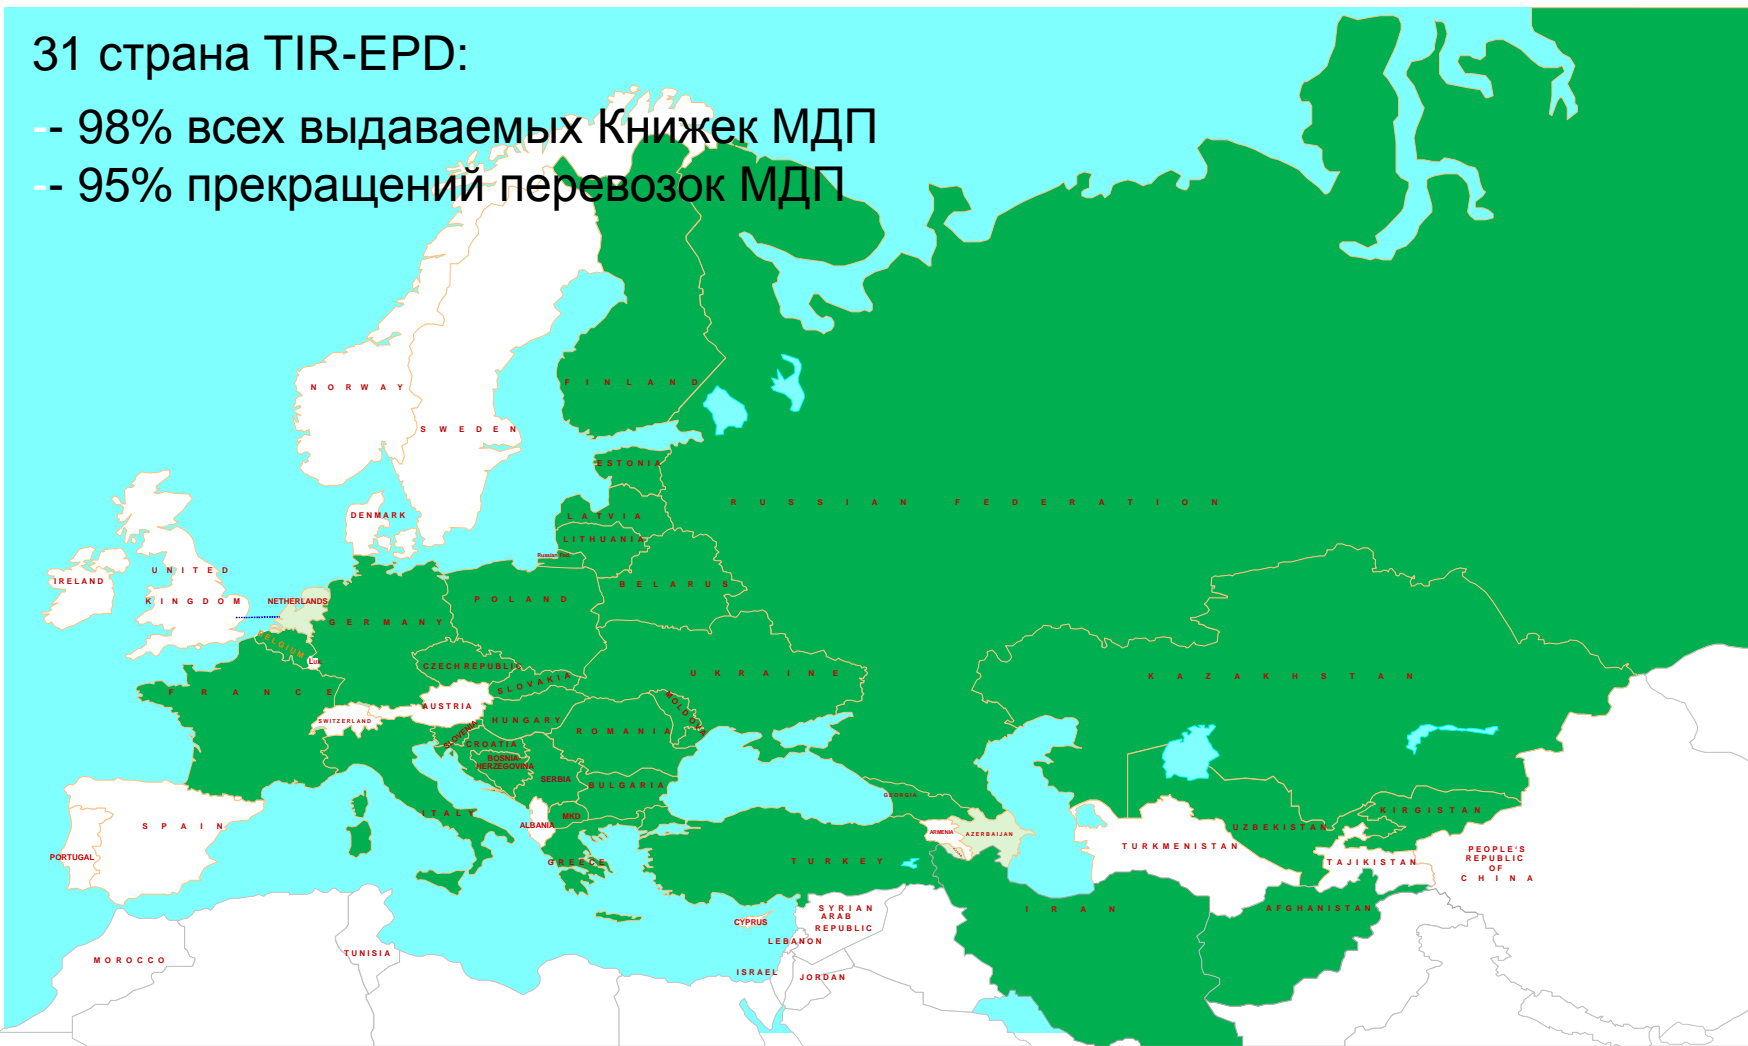 31 страна TIR-EPD:
-- 98% всех выдаваемых Книжек МДП
-- 95% прекращений перевозок МДП
NORWAY
FINLAND
SWEDEN
ESTONIA
RUSSIAN FEDERATION
DENMARK
LATVIA
LITHUANIA
Russian Fed
IRELAND
UNITED
KINGDOM
NETHERLANDS
BELARUS
POLAND
GERMANY
BELGIUM
Lux
CZECH REPUBLIC
SLOVAKIA
UKRAINE
KAZAKHSTAN
FRANCE
AUSTRIA
SWITZERLAND
HUNGARY
MOLDOVA
SLOVENIA
ROMANIA
CROATIA
BOSNIA
HERZEGOVINA
SERBIA
BULGARIA
GEORGIA
ITALY
MKD
ALBANIA
SPAIN
PORTUGAL
GREECE
TURKEY
ARMENIA
AZERBAIJAN
KIRGISTAN
UZBEKISTAN
TURKMENISTAN
TAJIKISTAN
PEOPLE'S
REPUBLIC
OF
CHINA
CYPRUS
SYRIAN
ARAB
REPUBLIC
IRAN
AFGHANISTAN
LEBANON
MOROCCO
TUNISIA
ISRAEL
JORDAN